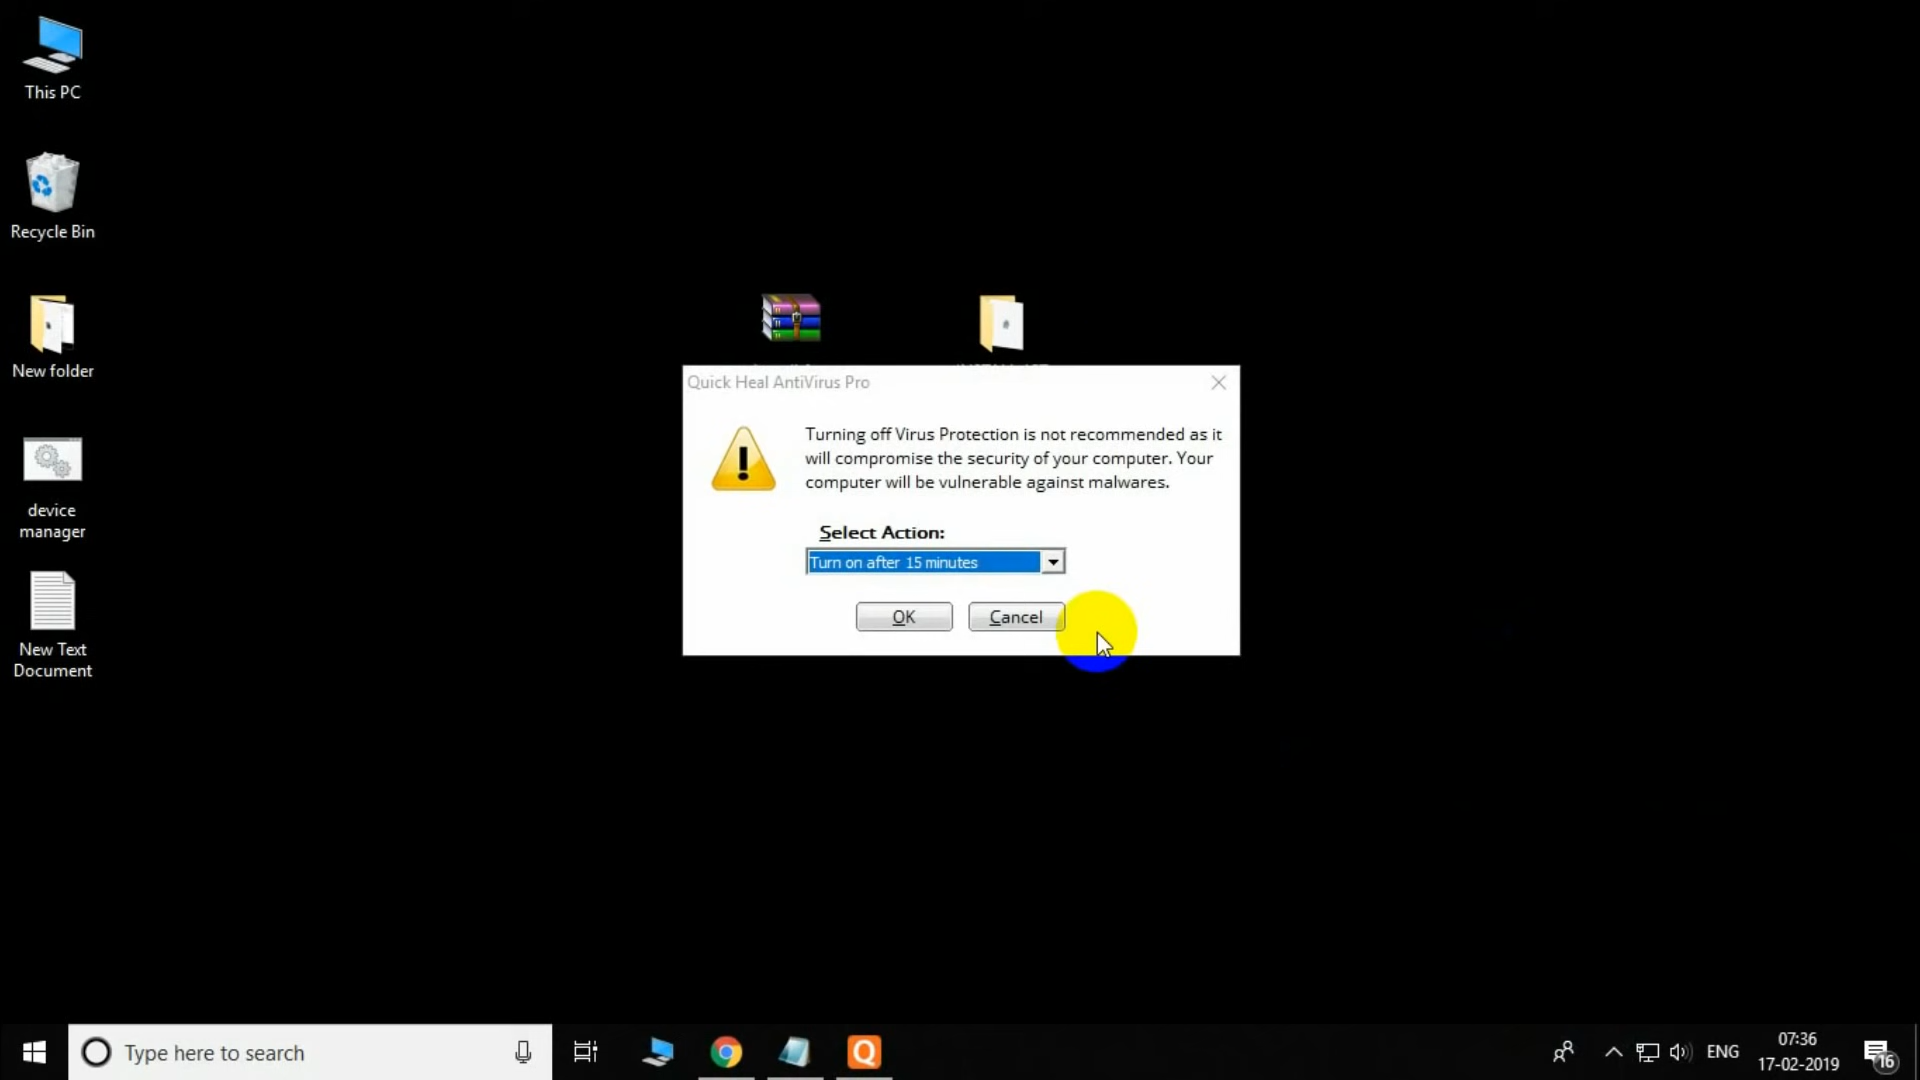 This PC
Recycle Bin
New folder
device
manager
New Text
Document
Quick Heal AntiVirus Pro
Turning off Virus Protection is not recommended as it
will compromise the security of your computer. Your
computer will be vulnerable against malwares.
Select Action:
Turn on after 15 minutes
OK
Cancel
Type here to search
ENG
07:36
17-02-2019
16